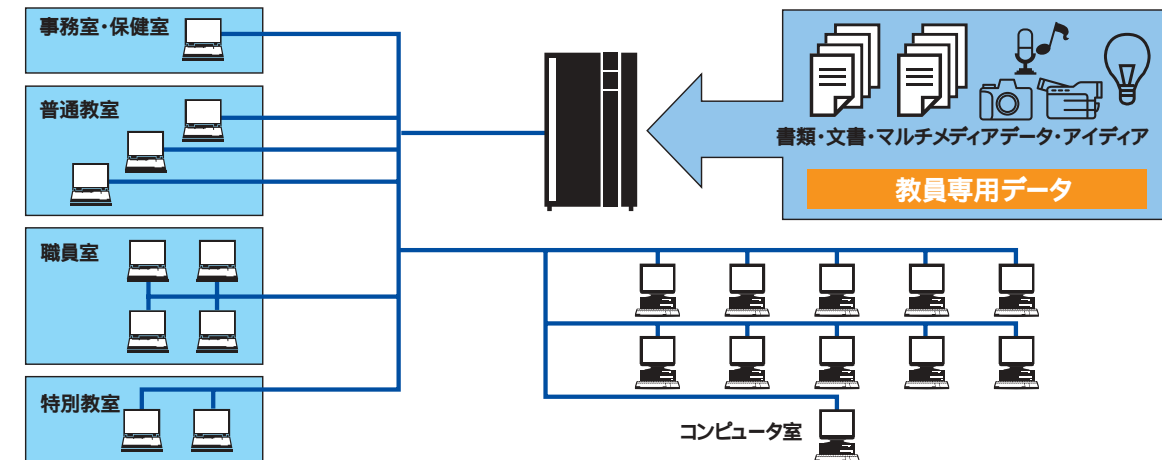 事務室・保健室
普通教室
職員室
特別教室
書類・文書・マルチメディアデータ・アイディア
教員専用データ
コンピュータ室